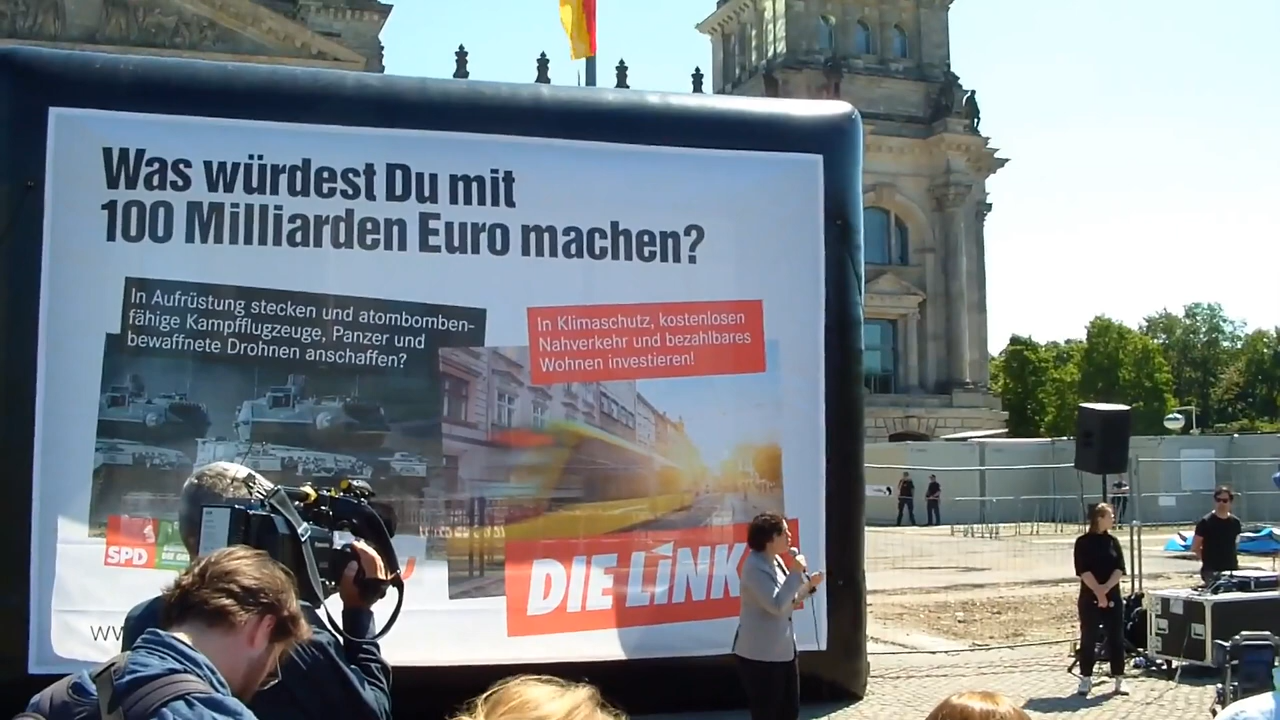 Was würdest Du mit
100 Milliarden Euro machen?
In Aufrüstung stecken und atombomben-
fähige Kampfflugzeuge, Panzer und
bewaffnete Drohnen anschaffen?
In Klimaschutz, kostenlosen
Nahverkehr und bezahlbares
Wohnen investieren!
SPD
DIE LINK